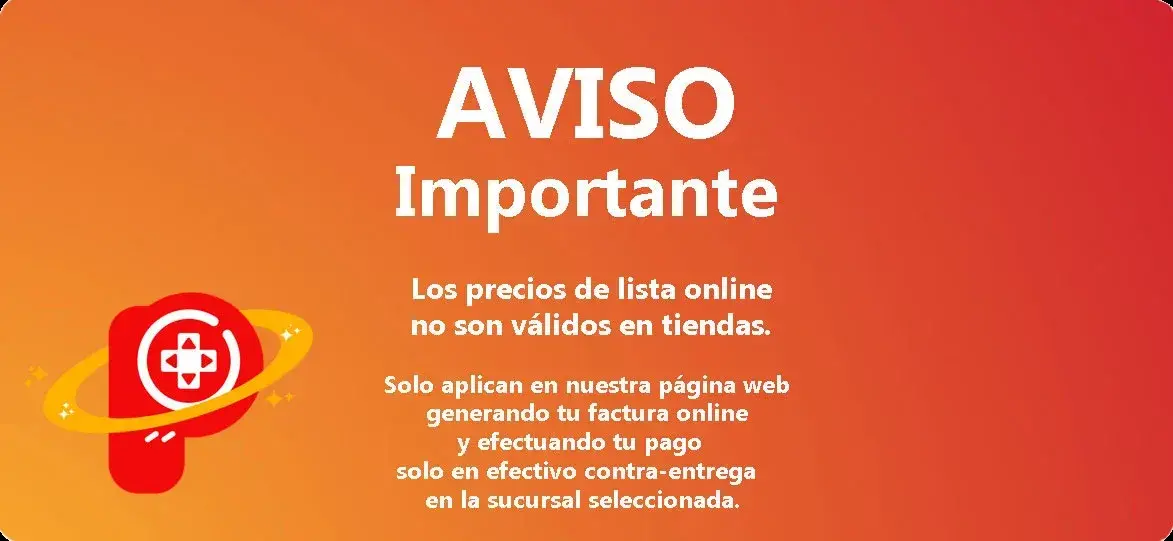 AVISO
Importante
Los precios de lista online
no son válidos en tiendas.
Solo aplican en nuestra página web
generando tu factura online
y efectuando tu pago
solo en efectivo contra-entrega
en la sucursal seleccionada.